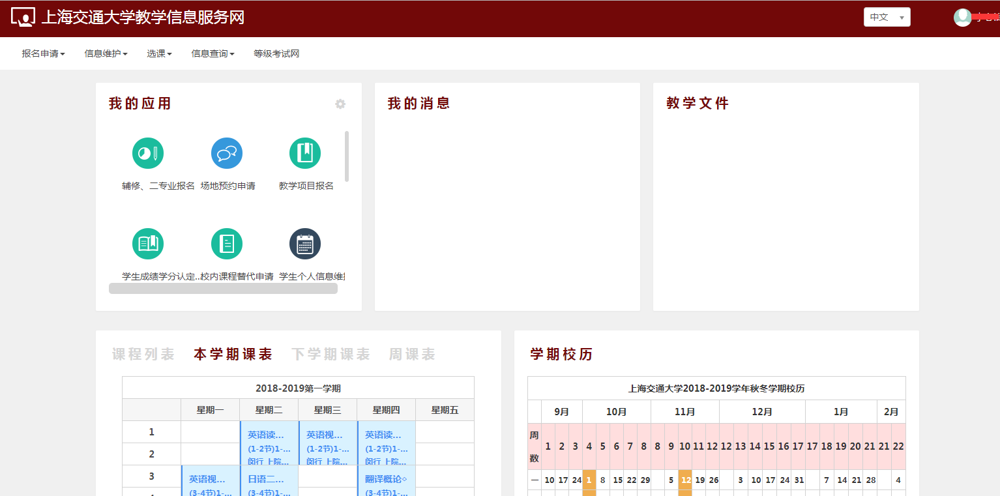 上海交通大学教学信息服务网
中文
报名申请 信息维护 选课 信息查询 等级考试网
我的应用
辅修、二专业报名 场地预约申请 教学项目报名
学生成绩学分认定.. 校内课程替代申请 学生个人信息维护
我的消息
教学文件
课程列表 本学期课表 下学期课表 周课表
2018-2019第一学期
星期一 星期二 星期三 星期四 星期五
1
英语读... 英语视... 英语读...
2
(1-2节)1-... (1-2节)1-... (1-2节)1-...
闵行 上院... 闵行 上院... 闵行 上院...
3
英语视... 日语二... 翻译概论◇
(3-4节)1-... (3-4节)1-... (3-4节)1-...
学期校历
上海交通大学2018-2019学年秋冬学期校历
9月 10月 11月 12月 1月 2月
周数 1 2 3 4 5 6 7 8 8 9 10 11 12 12 13 14 15 16 17 17 18 19 20 21 21 22
一 10 17 24 1 8 15 22 29 5 12 19 26 3 10 17 24 31 7 14 21 28 4